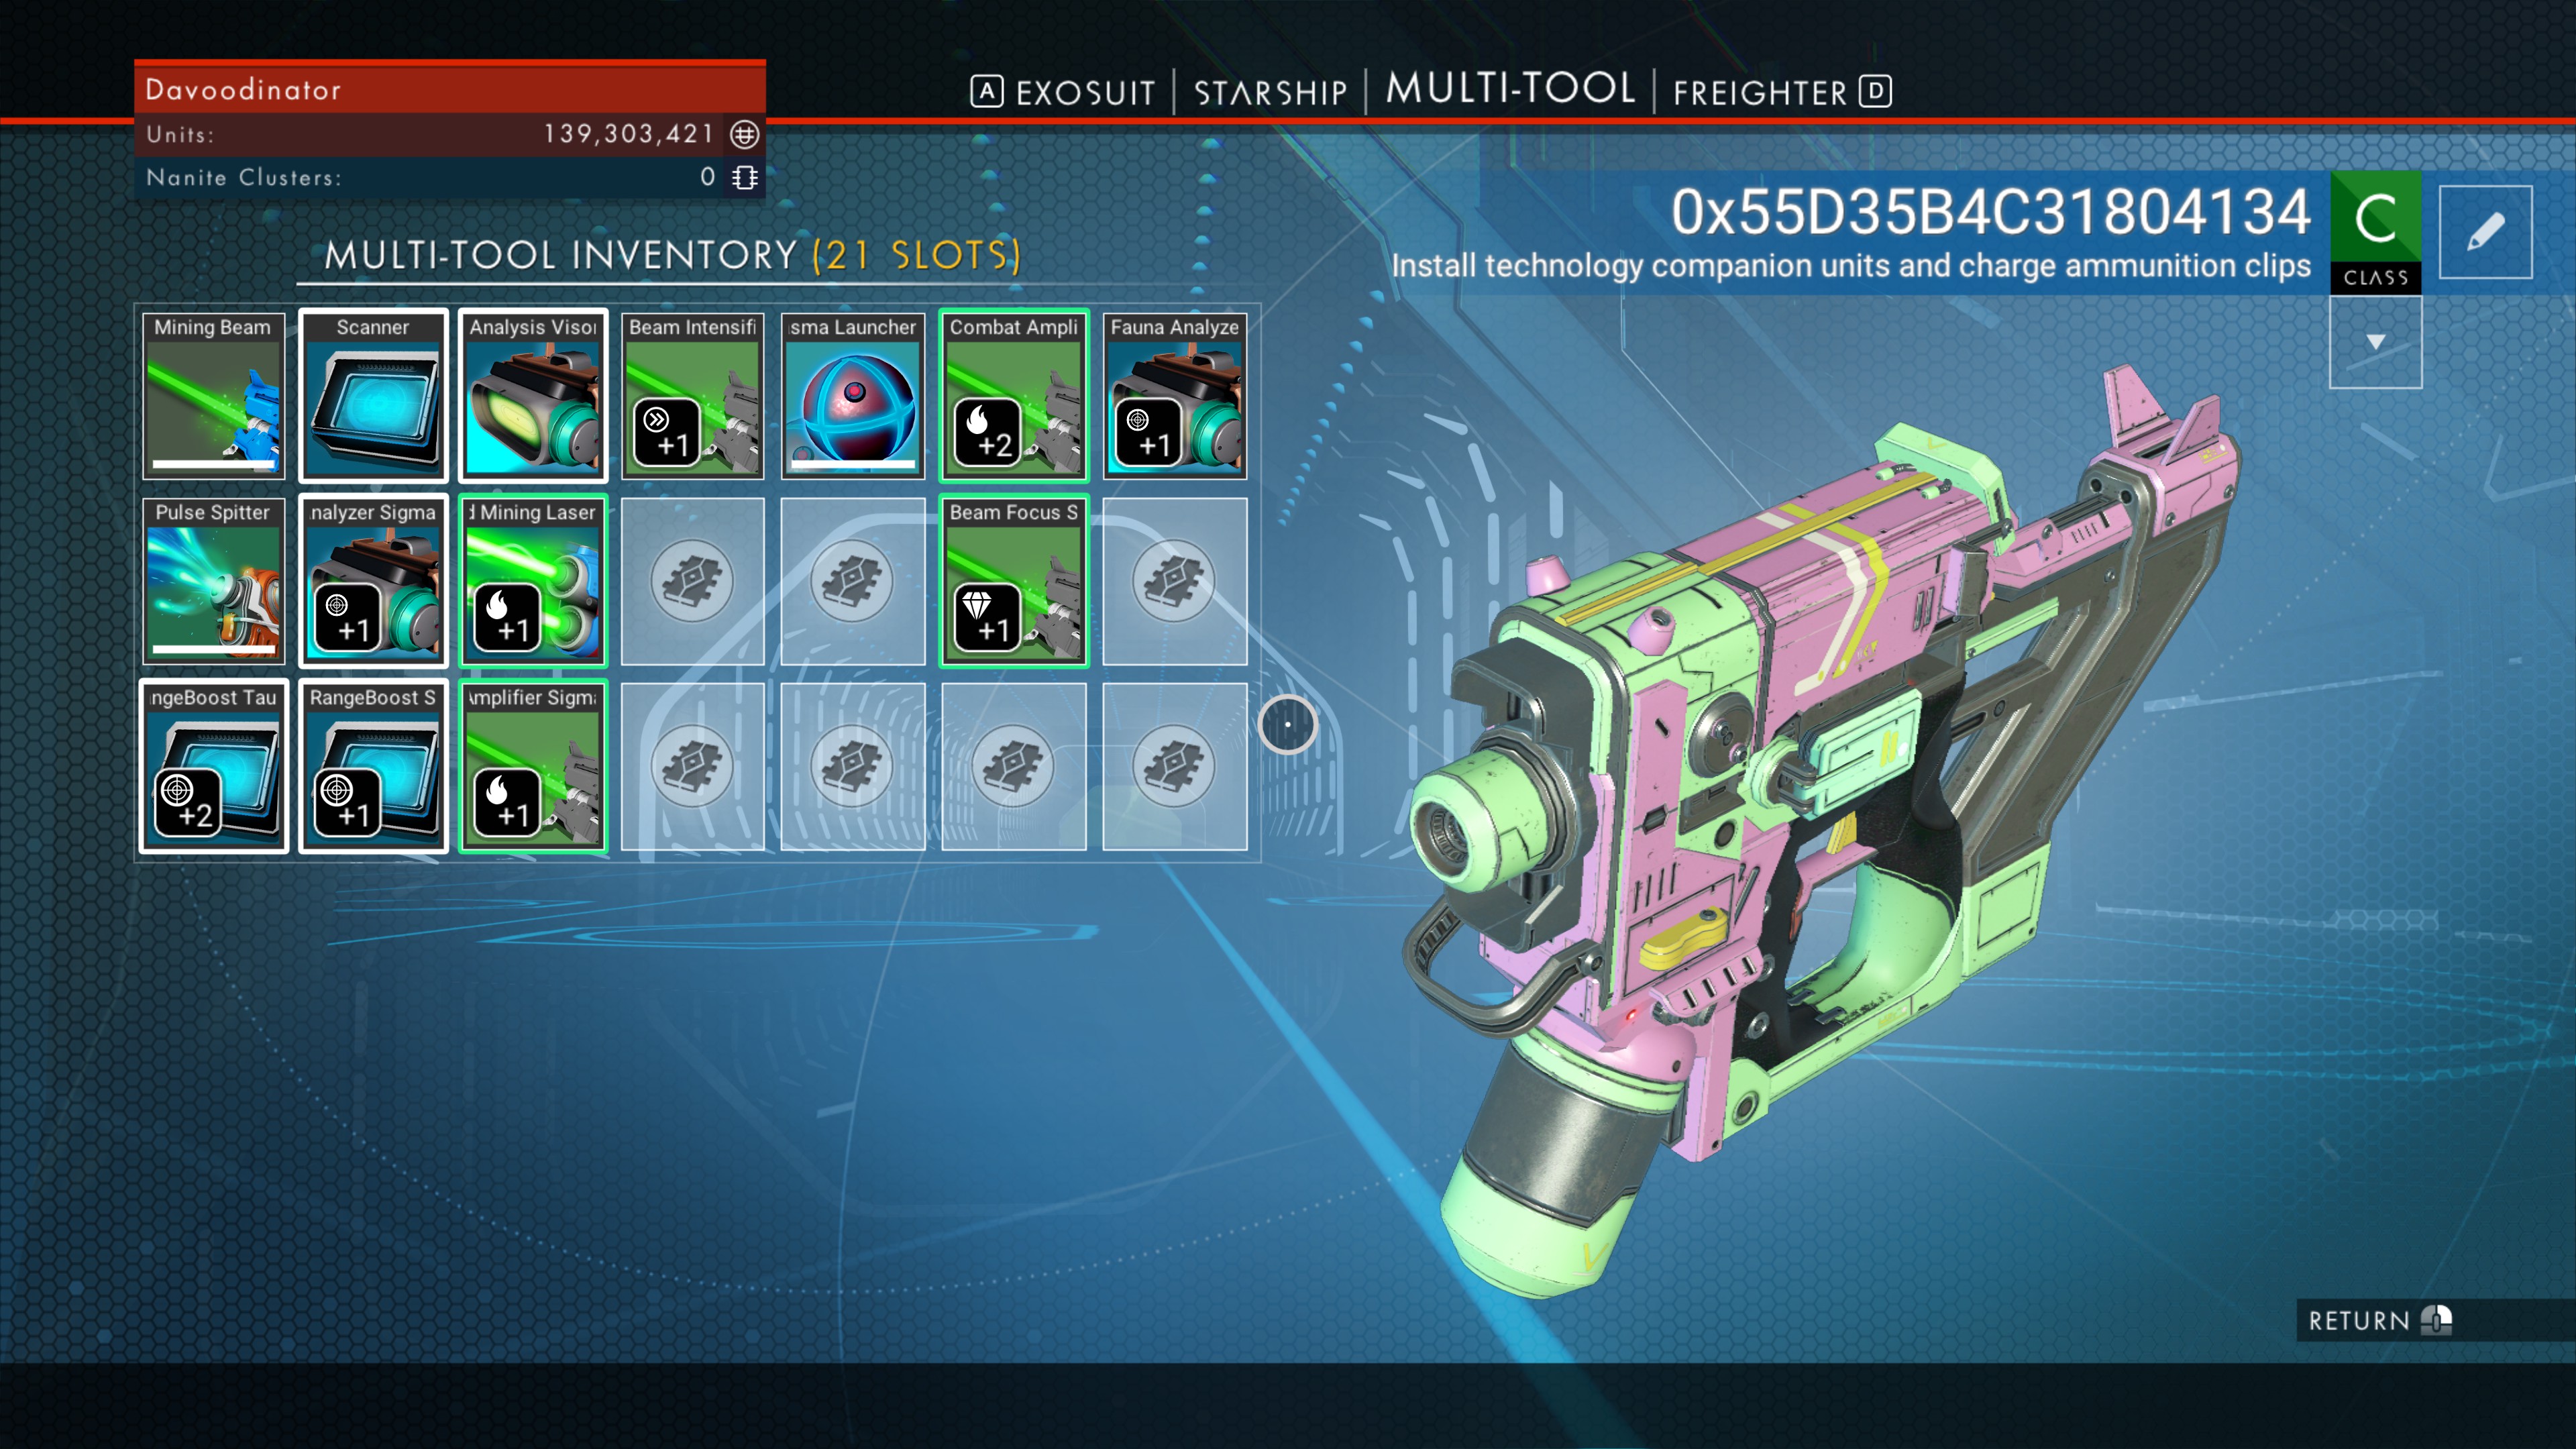 Davoodinator
Units: 139,303,421
Nanite Clusters: 0
A EXOSUIT STARSHIP MULTI-TOOL FREIGHTER D
0x55D35B4C31804134
Install technology companion units and charge ammunition clips
C
CLASS
MULTI-TOOL INVENTORY (21 SLOTS)
Mining Beam Scanner Analysis Visor Beam Intensifi sma Launcher Combat Ampli Fauna Analyze
+1 +2 +1
Pulse Spitter nalyzer Sigma d Mining Laser Beam Focus S
+1 +1 +1
ngeBoost Tau RangeBoost S Amplifier Sigma
+2 +1 +1
RETURN